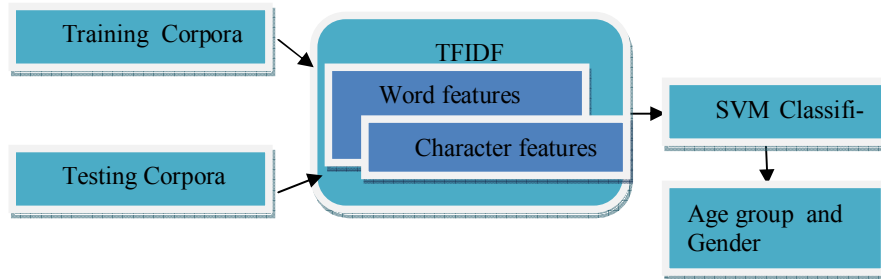 Training Corpora
Testing Corpora
TFIDF
Word features
Character features
SVM Classifi-
Age group and
Gender